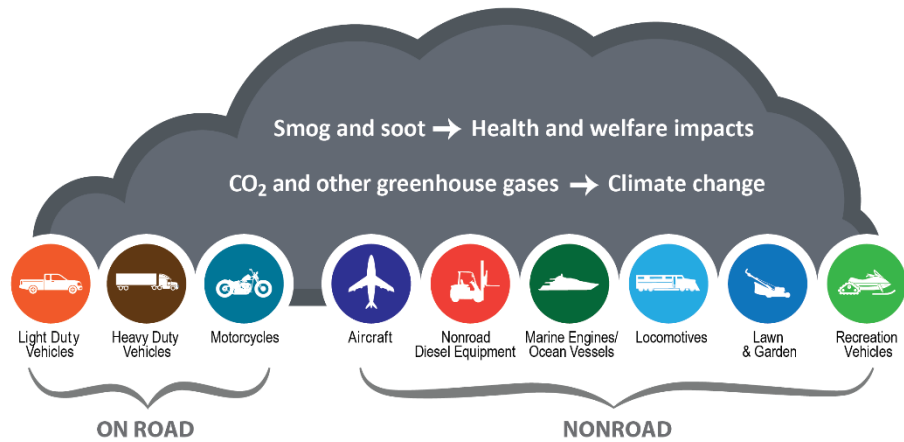 Smog and soot → Health and welfare impacts
CO₂ and other greenhouse gases → Climate change
Light Duty
Vehicles
Heavy Duty
Vehicles
Motorcycles
Aircraft
Nonroad
Diesel Equipment
Marine Engines/
Ocean Vessels
Locomotives
Lawn
& Garden
Recreation
Vehicles
ON ROAD
NONROAD